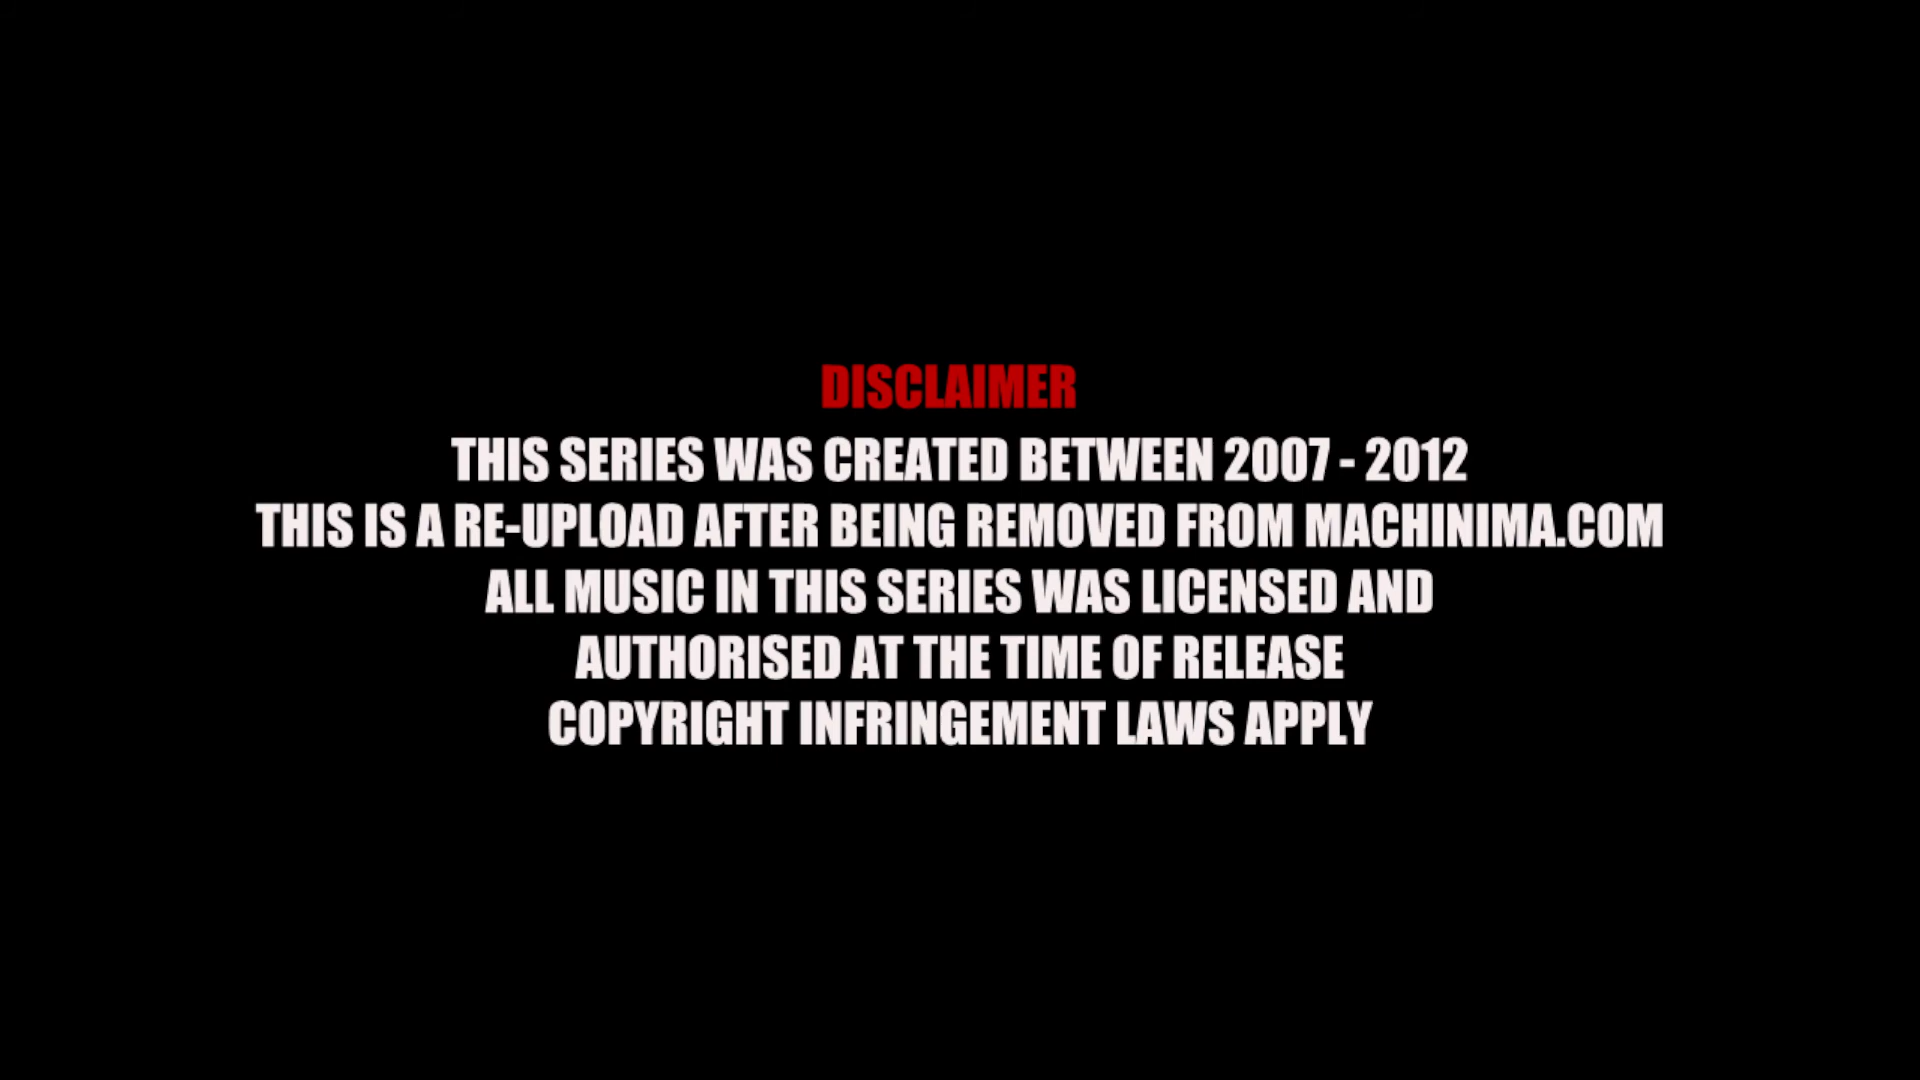 DISCLAIMER
THIS SERIES WAS CREATED BETWEEN 2007 - 2012
THIS IS A RE-UPLOAD AFTER BEING REMOVED FROM MACHINIMA.COM
ALL MUSIC IN THIS SERIES WAS LICENSED AND
AUTHORISED AT THE TIME OF RELEASE
COPYRIGHT INFRINGEMENT LAWS APPLY